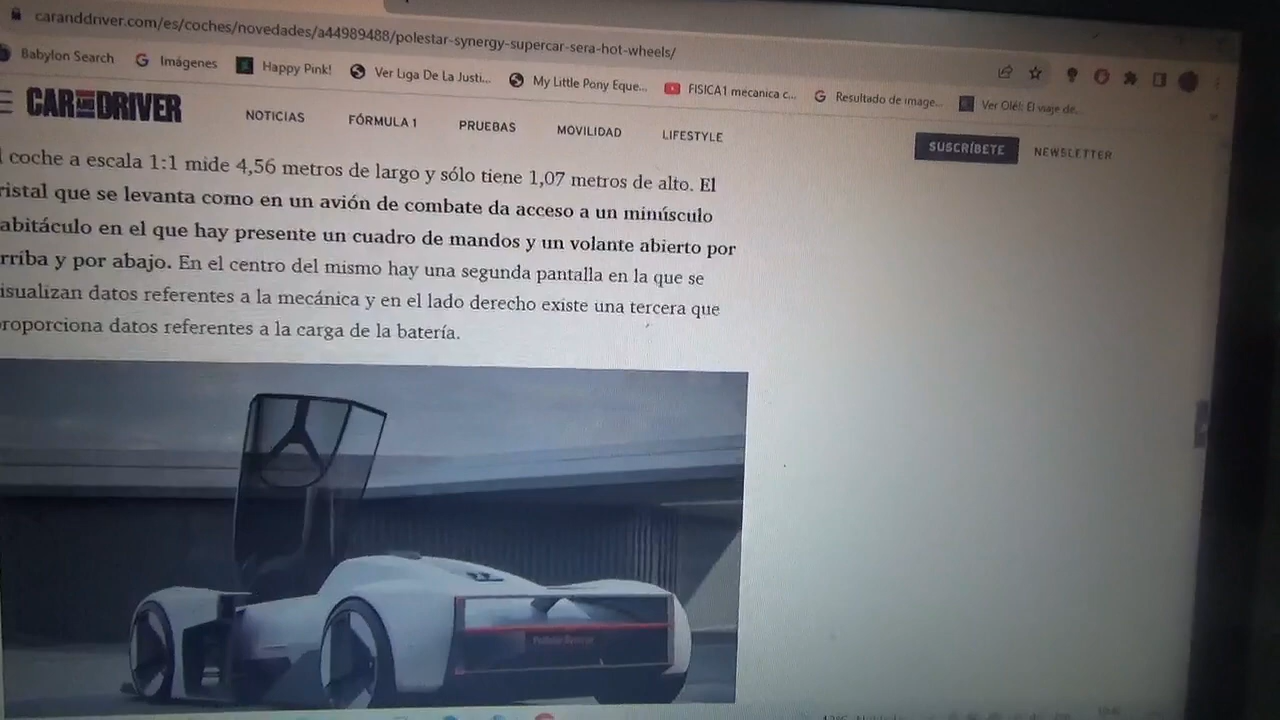 caranddriver.com/es/coches/novedades/a44989488/polestar-synergy-supercar-sera-hot-wheels/
Babylon Search Imágenes Happy Pink! Ver Liga De La Justi... My Little Pony Eque... FISICA1 mecanica c... Resultado de image... Ver Olé!: El viaje de...
CAR AND DRIVER NOTICIAS FÓRMULA 1 PRUEBAS MOVILIDAD LIFESTYLE SUSCRÍBETE NEWSLETTER
l coche a escala 1:1 mide 4,56 metros de largo y sólo tiene 1,07 metros de alto. El
ristal que se levanta como en un avión de combate da acceso a un minúsculo
abitáculo en el que hay presente un cuadro de mandos y un volante abierto por
rriba y por abajo. En el centro del mismo hay una segunda pantalla en la que se
isualizan datos referentes a la mecánica y en el lado derecho existe una tercera que
roporciona datos referentes a la carga de la batería.